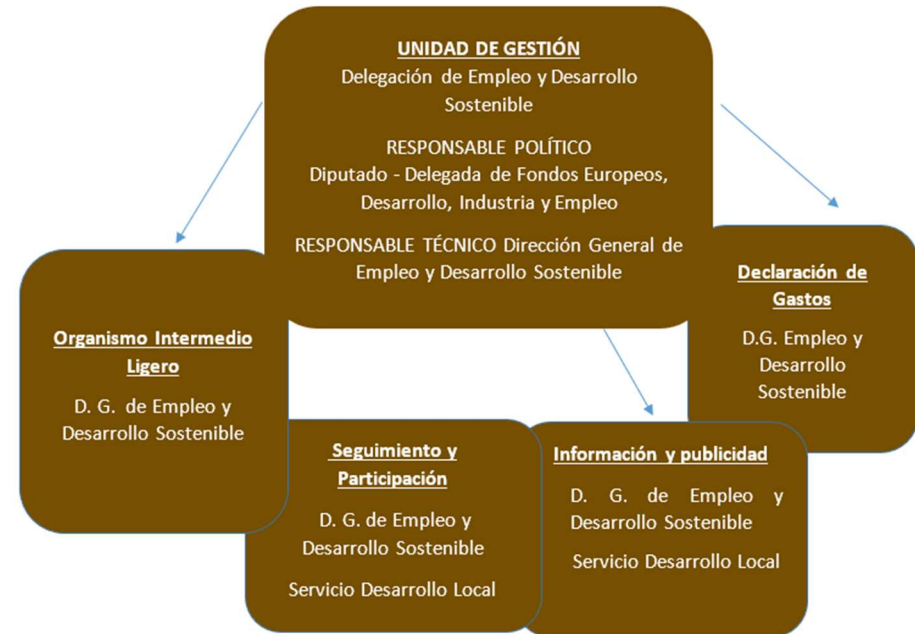 UNIDAD DE GESTIÓN
Delegación de Empleo y Desarrollo
Sostenible
RESPONSABLE POLÍTICO
Diputado - Delegada de Fondos Europeos,
Desarrollo, Industria y Empleo
RESPONSABLE TÉCNICO Dirección General de
Empleo y Desarrollo Sostenible
Organismo Intermedio
Ligero
D. G. de Empleo y
Desarrollo Sostenible
Seguimiento y
Participación
D. G. de Empleo y
Desarrollo Sostenible
Servicio Desarrollo Local
Información y publicidad
D. G. de Empleo y
Desarrollo Sostenible
Servicio Desarrollo Local
Declaración de
Gastos
D.G. Empleo y
Desarrollo
Sostenible